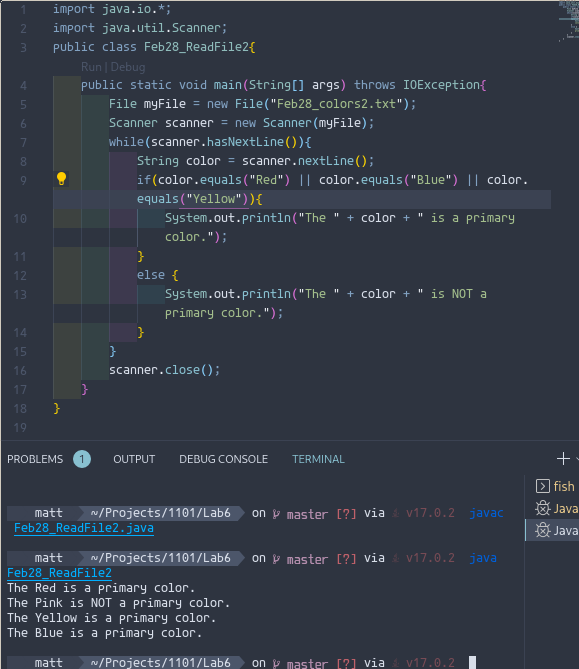 1 import java.io.*;
2 import java.util.Scanner;
3 public class Feb28_ReadFile2{
Run | Debug
4 public static void main(String[] args) throws IOException{
5 File myFile = new File("Feb28_colors2.txt");
6 Scanner scanner = new Scanner(myFile);
7 while(scanner.hasNextLine()){
8 String color = scanner.nextLine();
9 if(color.equals("Red") || color.equals("Blue") || color.
equals("Yellow")){
10 System.out.println("The " + color + " is a primary
color.");
11 }
12 else {
13 System.out.println("The " + color + " is NOT a
primary color.");
14 }
15 }
16 scanner.close();
17 }
18 }
19
PROBLEMS 1 OUTPUT DEBUG CONSOLE TERMINAL
fish
Java
Java
matt ~/Projects/1101/Lab6 on master [?] via v17.0.2 javac
Feb28_ReadFile2.java
matt ~/Projects/1101/Lab6 on master [?] via v17.0.2 java
Feb28_ReadFile2
The Red is a primary color.
The Pink is NOT a primary color.
The Yellow is a primary color.
The Blue is a primary color.
matt ~/Projects/1101/Lab6 on master [?] via v17.0.2